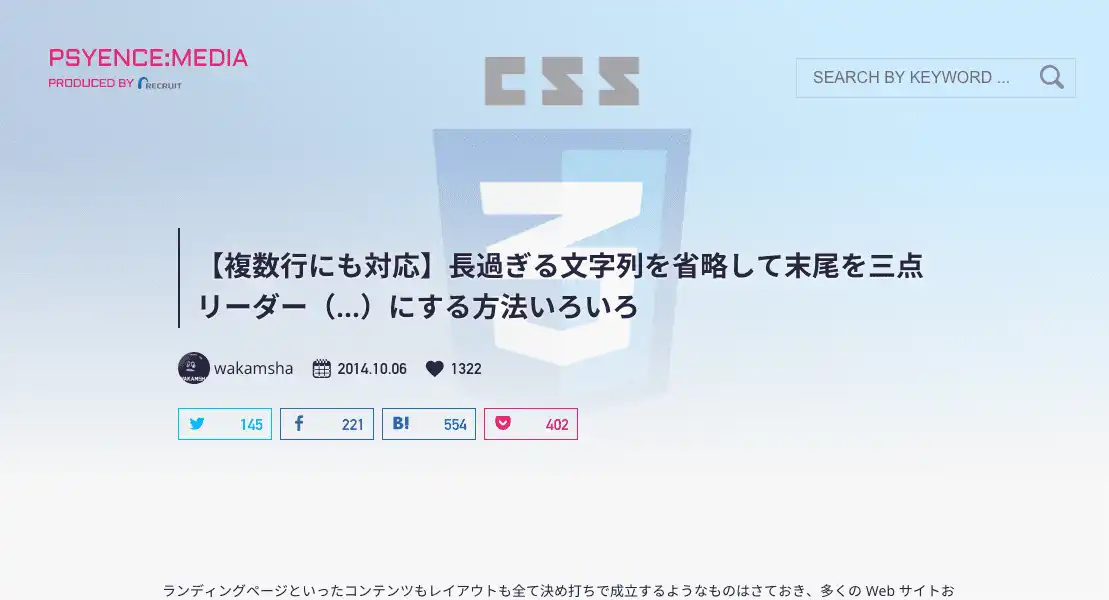 PSYENCE:MEDIA
PRODUCED BY RECRUIT
CSS
SEARCH BY KEYWORD ...
3
【複数行にも対応】長過ぎる文字列を省略して末尾を三点
リーダー（...）にする方法いろいろ
wakamsha 2014.10.06 1322
145 221 B! 554 402
ランディングページといったコンテンツもレイアウトも全て決め打ちで成立するようなものはさておき、多くの Web サイトお